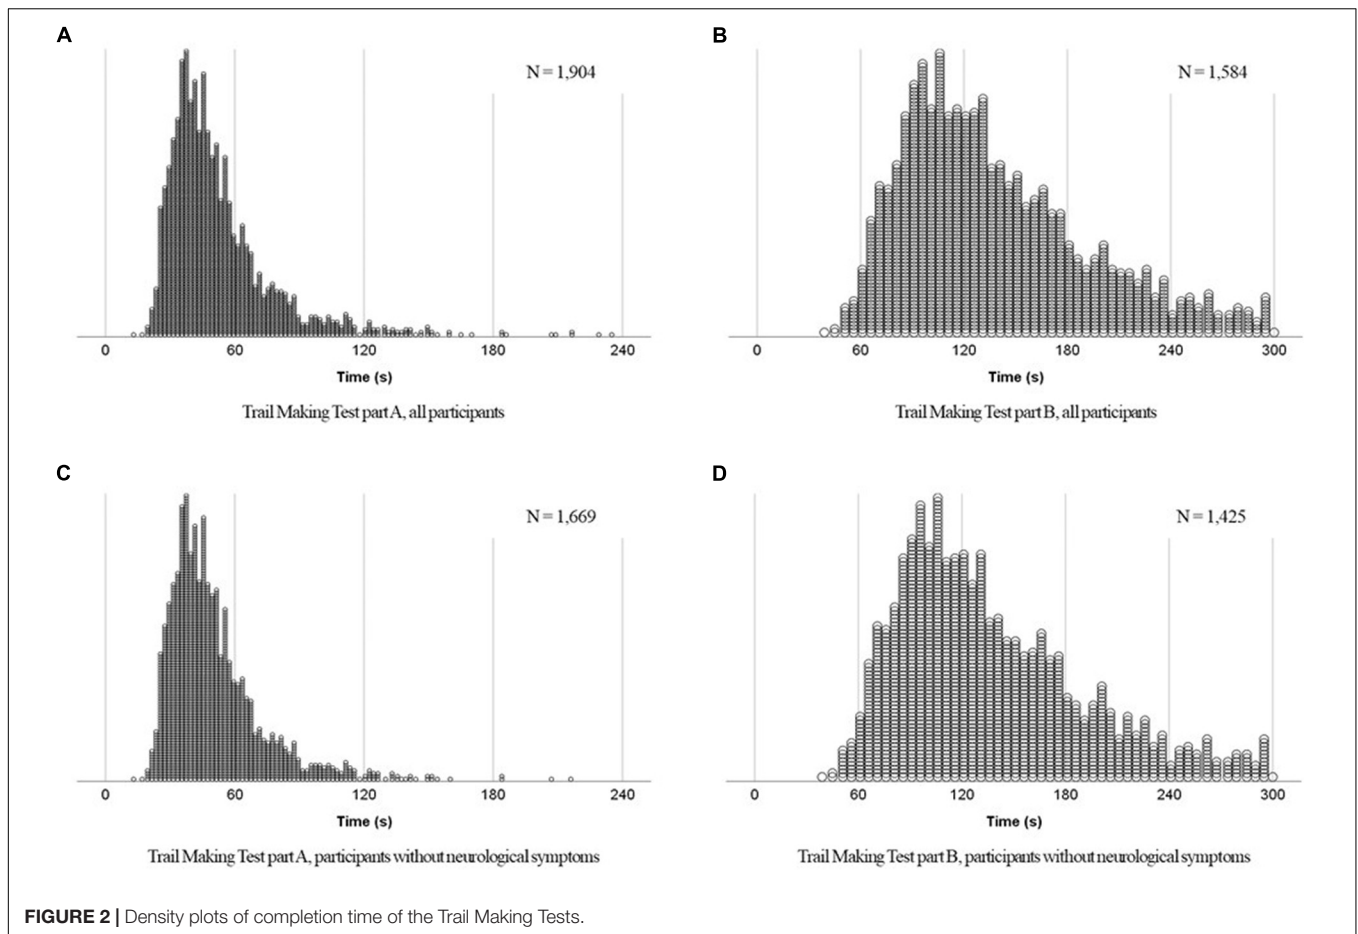 A
N = 1,904
0 60 120 180 240
Time (s)
Trail Making Test part A, all participants
B
N = 1,584
0 60 120 180 240 300
Time (s)
Trail Making Test part B, all participants
C
N = 1,669
0 60 120 180 240
Time (s)
Trail Making Test part A, participants without neurological symptoms
D
N = 1,425
0 60 120 180 240 300
Time (s)
Trail Making Test part B, participants without neurological symptoms
FIGURE 2 | Density plots of completion time of the Trail Making Tests.